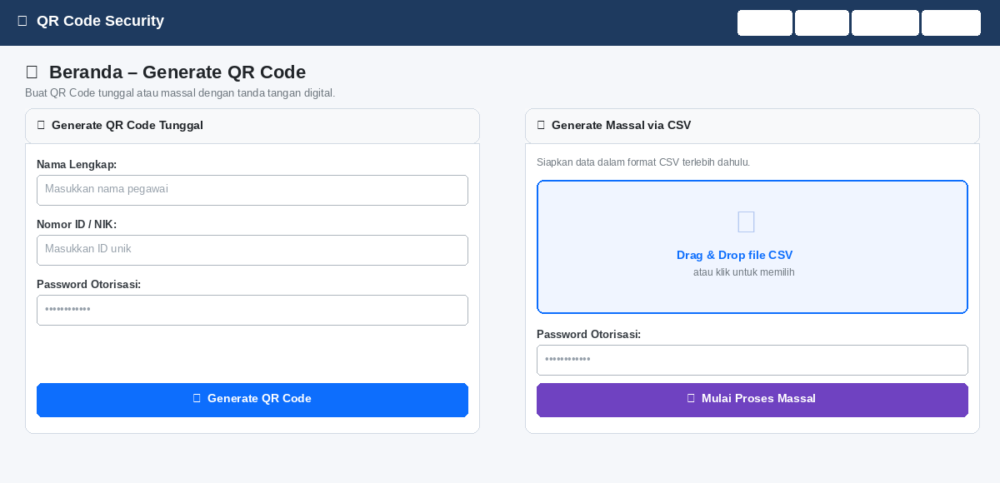 QR Code Security
Beranda – Generate QR Code
Buat QR Code tunggal atau massal dengan tanda tangan digital.
Generate QR Code Tunggal
Nama Lengkap:
Masukkan nama pegawai
Nomor ID / NIK:
Masukkan ID unik
Password Otorisasi:
••••••••••••
Generate QR Code
Generate Massal via CSV
Siapkan data dalam format CSV terlebih dahulu.
Drag & Drop file CSV
atau klik untuk memilih
Password Otorisasi:
••••••••••••
Mulai Proses Massal